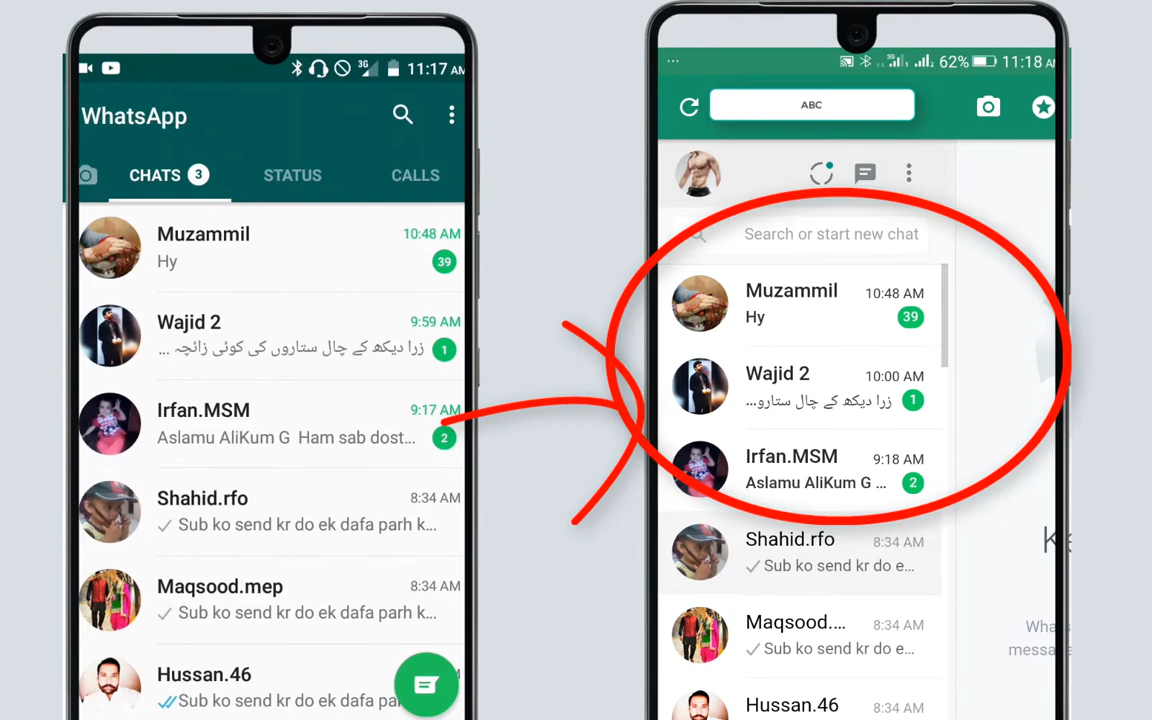 3G 11:17 AM
WhatsApp
CHATS 3 STATUS CALLS
Muzammil 10:48 AM
Hy 39
Wajid 2 9:59 AM
زرا دیکھ کے چال ستاروں کی کوئی زائچہ ... 1
Irfan.MSM 9:17 AM
Aslamu AliKum G Ham sab dost... 2
Shahid.rfo 8:34 AM
Sub ko send kr do ek dafa parh k...
Maqsood.mep 8:34 AM
Sub ko send kr do ek dafa parh k...
Hussan.46
Sub ko send kr do ek dafa pa
... 3G 62% 11:18 AM
ABC
Search or start new chat
Muzammil 10:48 AM
Hy 39
Wajid 2 10:00 AM
زرا دیکھ کے چال ستارو... 1
Irfan.MSM 9:18 AM
Aslamu AliKum G ... 2
Shahid.rfo 8:34 AM
Sub ko send kr do e...
Maqsood.... 8:34 AM
Sub ko send kr do e...
Hussan.46 8:34 AM